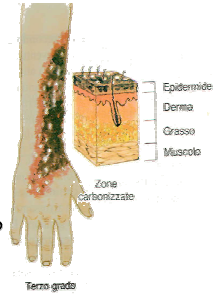 Epidermide
Derma
Grasso
Muscolo
Zone
carbonizzate
Terzo grado